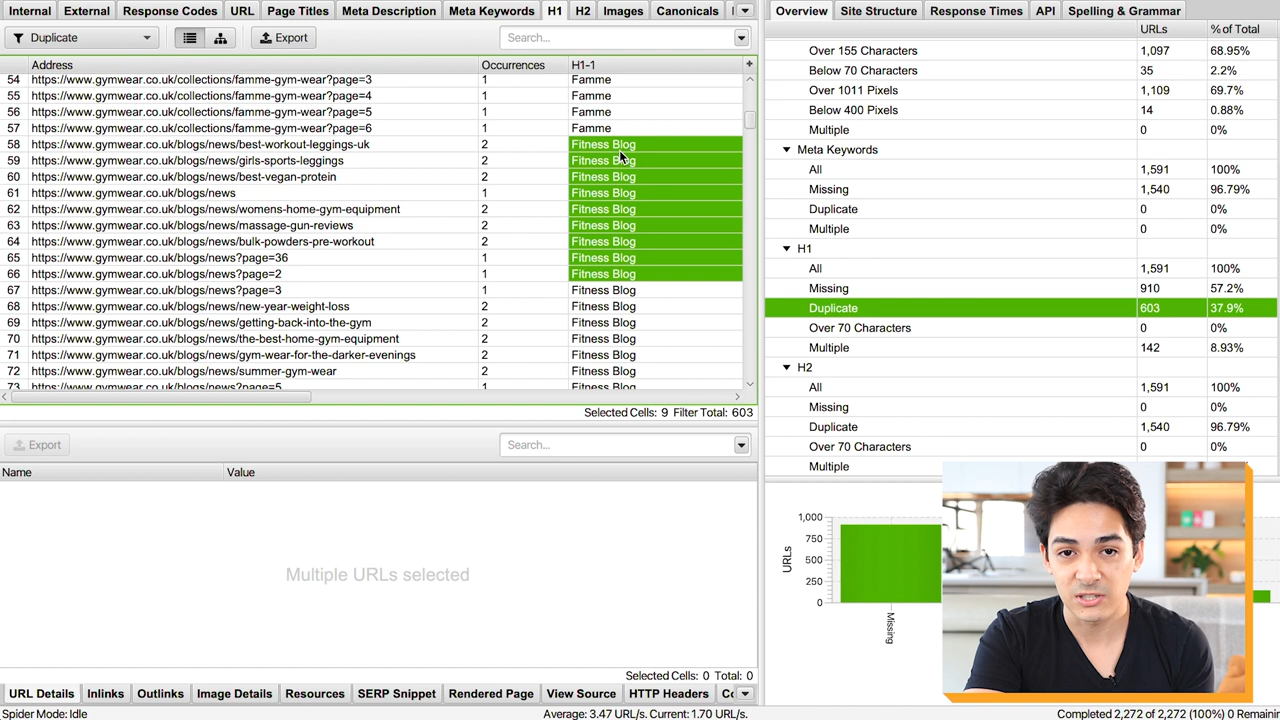 Internal External Response Codes URL Page Titles Meta Description Meta Keywords H1 H2 Images Canonicals
Duplicate Export Search...
Address Occurrences H1-1 +
54 https://www.gymwear.co.uk/collections/famme-gym-wear?page=3 1 Famme
55 https://www.gymwear.co.uk/collections/famme-gym-wear?page=4 1 Famme
56 https://www.gymwear.co.uk/collections/famme-gym-wear?page=5 1 Famme
57 https://www.gymwear.co.uk/collections/famme-gym-wear?page=6 1 Famme
58 https://www.gymwear.co.uk/blogs/news/best-workout-leggings-uk 2 Fitness Blog
59 https://www.gymwear.co.uk/blogs/news/girls-sports-leggings 2 Fitness Blog
60 https://www.gymwear.co.uk/blogs/news/best-vegan-protein 2 Fitness Blog
61 https://www.gymwear.co.uk/blogs/news 1 Fitness Blog
62 https://www.gymwear.co.uk/blogs/news/womens-home-gym-equipment 2 Fitness Blog
63 https://www.gymwear.co.uk/blogs/news/massage-gun-reviews 2 Fitness Blog
64 https://www.gymwear.co.uk/blogs/news/bulk-powders-pre-workout 2 Fitness Blog
65 https://www.gymwear.co.uk/blogs/news?page=36 1 Fitness Blog
66 https://www.gymwear.co.uk/blogs/news?page=2 1 Fitness Blog
67 https://www.gymwear.co.uk/blogs/news?page=3 1 Fitness Blog
68 https://www.gymwear.co.uk/blogs/news/new-year-weight-loss 2 Fitness Blog
69 https://www.gymwear.co.uk/blogs/news/getting-back-into-the-gym 2 Fitness Blog
70 https://www.gymwear.co.uk/blogs/news/the-best-home-gym-equipment 2 Fitness Blog
71 https://www.gymwear.co.uk/blogs/news/gym-wear-for-the-darker-evenings 2 Fitness Blog
72 https://www.gymwear.co.uk/blogs/news/summer-gym-wear 2 Fitness Blog
73 https://www.gymwear.co.uk/blogs/news?page=5 1 Fitness Blog
Selected Cells: 9 Filter Total: 603
Export Search...
Name Value
Multiple URLs selected
Selected Cells: 0 Total: 0
URL Details Inlinks Outlinks Image Details Resources SERP Snippet Rendered Page View Source HTTP Headers
Overview Site Structure Response Times API Spelling & Grammar
URLs % of Total
Over 155 Characters 1,097 68.95%
Below 70 Characters 35 2.2%
Over 1011 Pixels 1,109 69.7%
Below 400 Pixels 14 0.88%
Multiple 0 0%
Meta Keywords
All 1,591 100%
Missing 1,540 96.79%
Duplicate 0 0%
Multiple 0 0%
H1
All 1,591 100%
Missing 910 57.2%
Duplicate 603 37.9%
Over 70 Characters 0 0%
Multiple 142 8.93%
H2
All 1,591 100%
Missing 0 0%
Duplicate 1,540 96.79%
Over 70 Characters 0 0%
Multiple
1,000
750
500
250
0
URLs
Missing
Spider Mode: Idle Average: 3.47 URL/s. Current: 1.70 URL/s. Completed 2,272 of 2,272 (100%) 0 Remainin